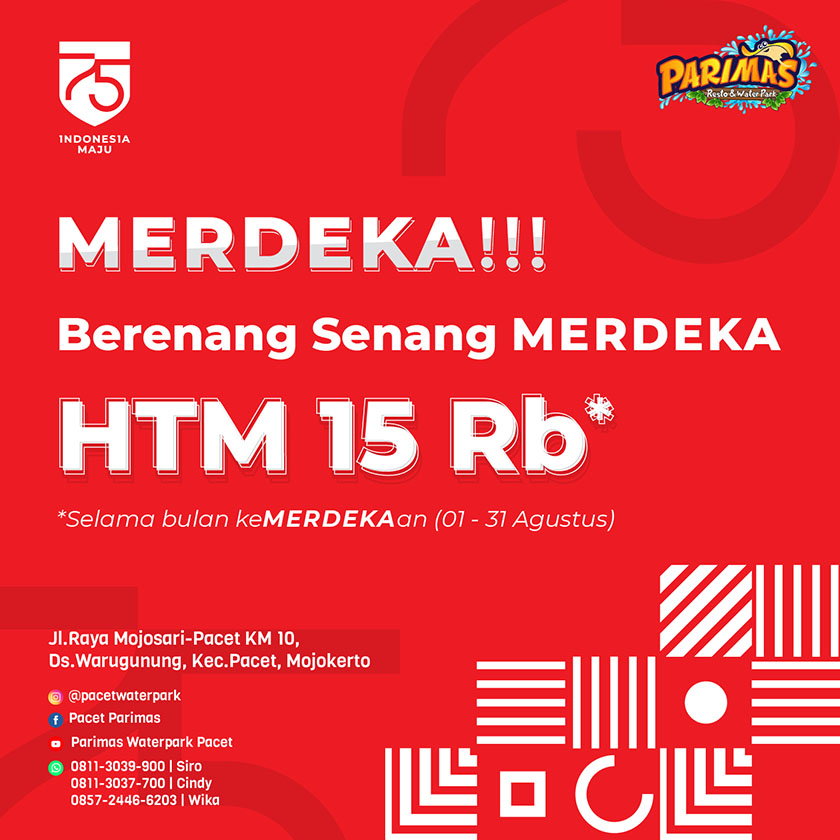 75
INDONES1A
MAJU
PARIMAS
Resto & Water Park
MERDEKA!!!
Berenang Senang MERDEKA
HTM 15 Rb*
*Selama bulan keMERDEKAan (01 - 31 Agustus)
Jl.Raya Mojosari-Pacet KM 10,
Ds.Warugunung, Kec.Pacet, Mojokerto
@pacetwaterpark
Pacet Parimas
Parimas Waterpark Pacet
0811-3039-900 | Siro
0811-3037-700 | Cindy
0857-2446-6203 | Wika